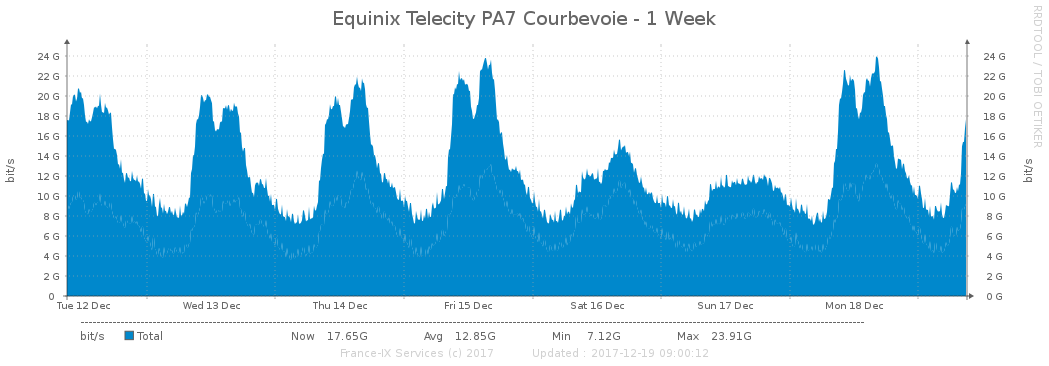 Equinix Telecity PA7 Courbevoie - 1 Week
RRDTOOL / TOBI OETIKER
bit/s
24 G 24 G
22 G 22 G
20 G 20 G
18 G 18 G
16 G 16 G
14 G 14 G
12 G 12 G
10 G 10 G
8 G 8 G
6 G 6 G
4 G 4 G
2 G 2 G
0 0 G
bit/s
Tue 12 Dec Wed 13 Dec Thu 14 Dec Fri 15 Dec Sat 16 Dec Sun 17 Dec Mon 18 Dec
bit/s Total Now 17.65G Avg 12.85G Min 7.12G Max 23.91G
France-IX Services (c) 2017 Updated : 2017-12-19 09:00:12